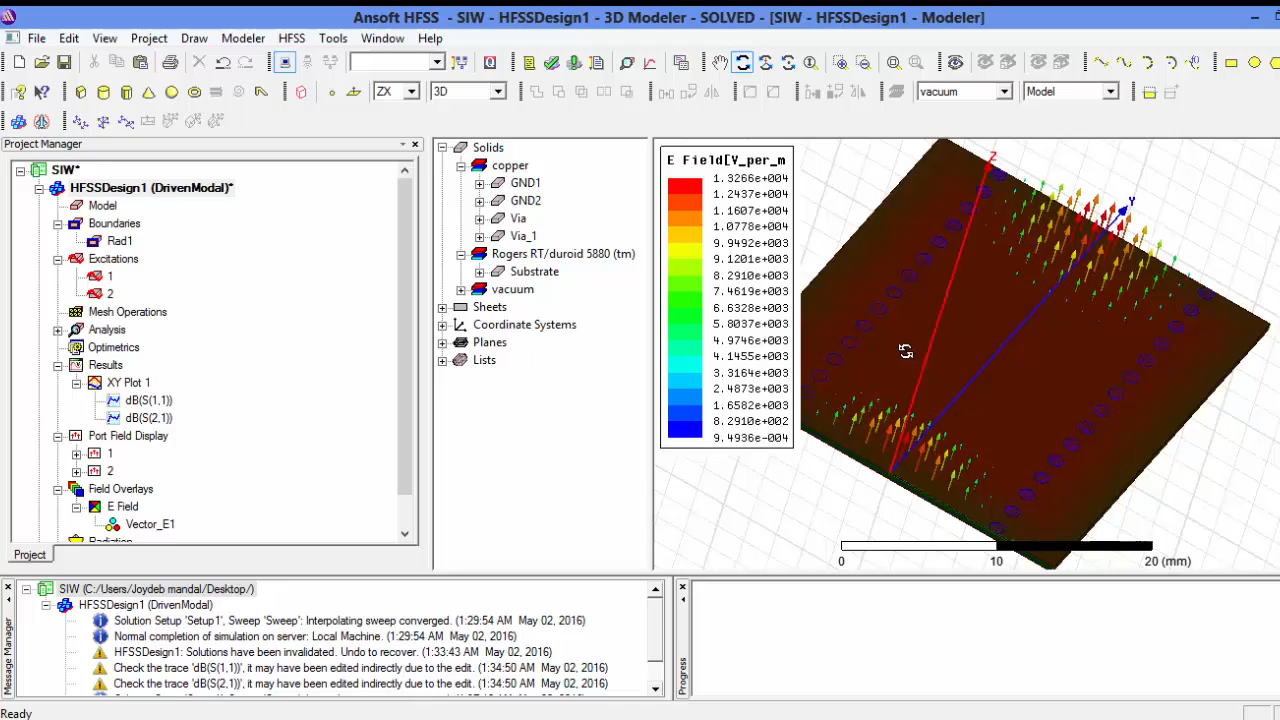 Ansoft HFSS - SIW - HFSSDesign1 - 3D Modeler - SOLVED - [SIW - HFSSDesign1 - Modeler]
File Edit View Project Draw Modeler HFSS Tools Window Help
ZX 3D vacuum Model
Project Manager
SIW*
HFSSDesign1 (DrivenModal)*
Model
Boundaries
Rad1
Excitations
1
2
Mesh Operations
Analysis
Optimetrics
Results
XY Plot 1
dB(S(1,1))
dB(S(2,1))
Port Field Display
1
2
Field Overlays
E Field
Vector_E1
Radiation
Project
Solids
copper
GND1
GND2
Via
Via_1
Rogers RT/duroid 5880 (tm)
Substrate
vacuum
Sheets
Coordinate Systems
Planes
Lists
E Field[V_per_m
1.3266e+004
1.2437e+004
1.1607e+004
1.0778e+004
9.9492e+003
9.1201e+003
8.2910e+003
7.4619e+003
6.6328e+003
5.8037e+003
4.9746e+003
4.1455e+003
3.3164e+003
2.4873e+003
1.6582e+003
8.2910e+002
9.4936e-004
Z
Y
0 10 20 (mm)
Message Manager
SIW (C:/Users/Joydeb mandal/Desktop/)
HFSSDesign1 (DrivenModal)
Solution Setup 'Setup1', Sweep 'Sweep': Interpolating sweep converged. (1:29:54 AM May 02, 2016)
Normal completion of simulation on server: Local Machine. (1:29:54 AM May 02, 2016)
HFSSDesign1: Solutions have been invalidated. Undo to recover. (1:33:43 AM May 02, 2016)
Check the trace 'dB(S(1,1))', it may have been edited indirectly due to the edit. (1:34:50 AM May 02, 2016)
Check the trace 'dB(S(2,1))', it may have been edited indirectly due to the edit. (1:34:50 AM May 02, 2016)
Progress
Ready